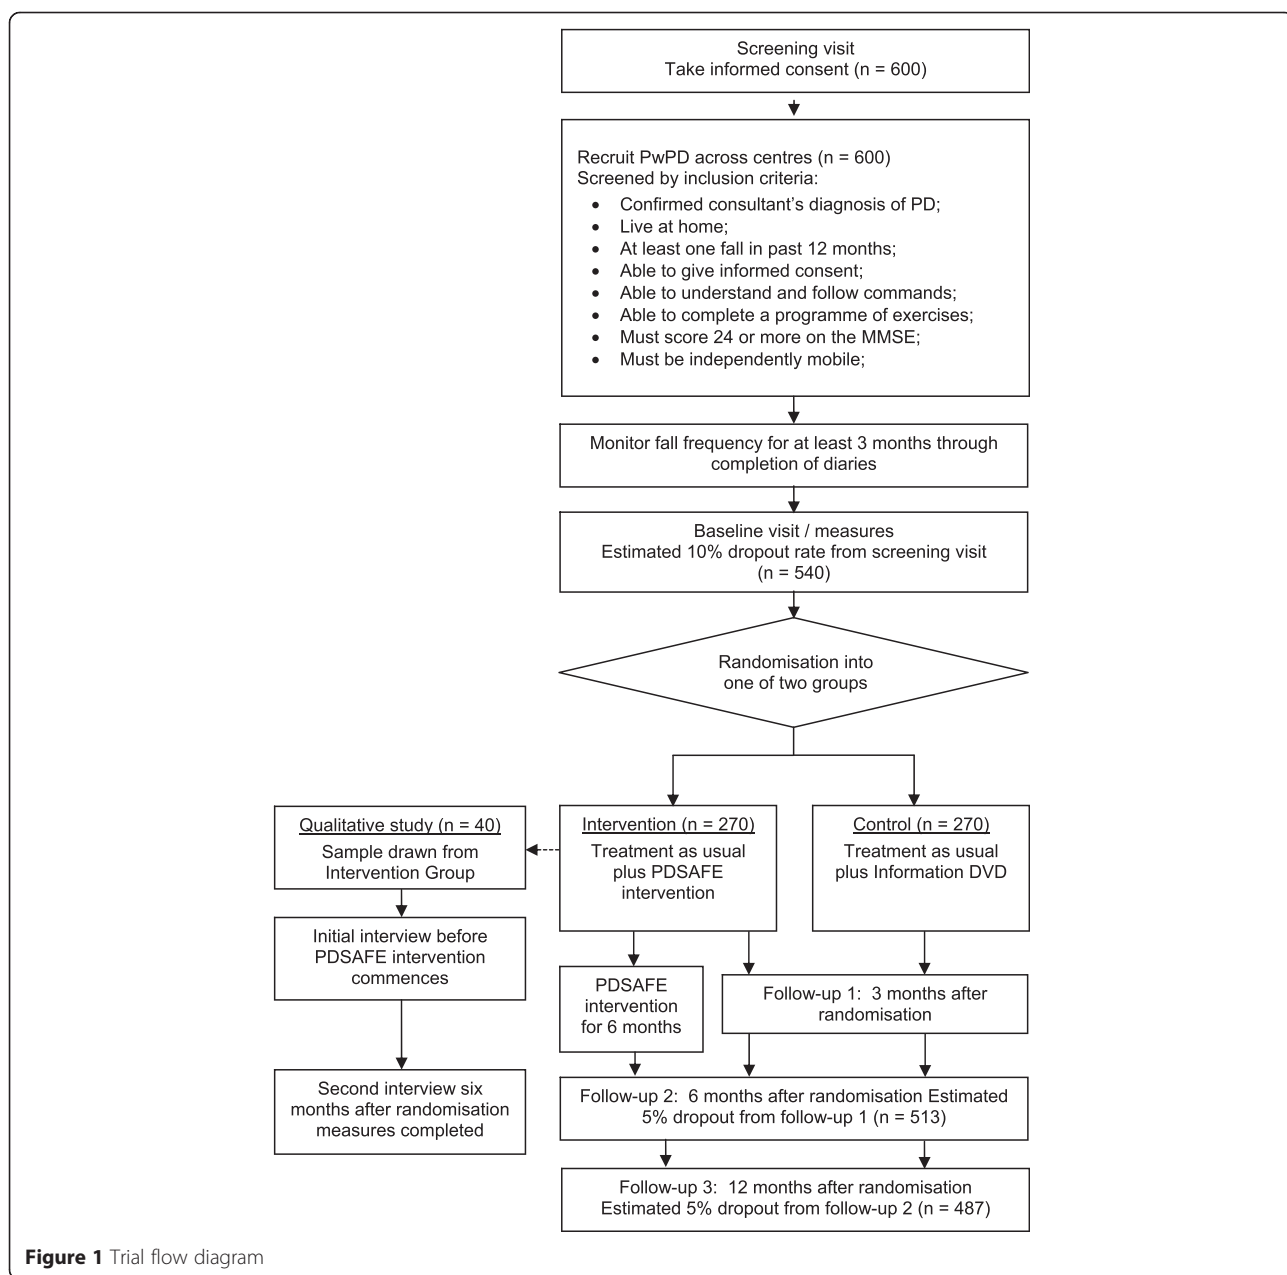 Screening visit
Take informed consent (n = 600)
Recruit PwPD across centres (n = 600)
Screened by inclusion criteria:
• Confirmed consultant's diagnosis of PD;
• Live at home;
• At least one fall in past 12 months;
• Able to give informed consent;
• Able to understand and follow commands;
• Able to complete a programme of exercises;
• Must score 24 or more on the MMSE;
• Must be independently mobile;
Monitor fall frequency for at least 3 months through
completion of diaries
Baseline visit / measures
Estimated 10% dropout rate from screening visit
(n = 540)
Randomisation into
one of two groups
Qualitative study (n = 40)
Sample drawn from
Intervention Group
Intervention (n = 270)
Treatment as usual
plus PDSAFE
intervention
Control (n = 270)
Treatment as usual
plus Information DVD
Initial interview before
PDSAFE intervention
commences
PDSAFE
intervention
for 6 months
Follow-up 1: 3 months after
randomisation
Second interview six
months after randomisation
measures completed
Follow-up 2: 6 months after randomisation Estimated
5% dropout from follow-up 1 (n = 513)
Follow-up 3: 12 months after randomisation
Estimated 5% dropout from follow-up 2 (n = 487)
Figure 1 Trial flow diagram